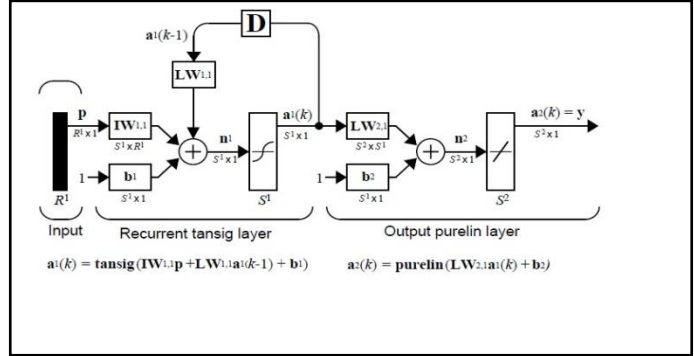 D
a¹(k-1)
LW1,1
p
R¹x1
IW1,1
S¹xR¹
n¹
S¹x1
a¹(k)
S¹x1
LW2,1
S²xS¹
n²
S²x1
a²(k) = y
S²x1
1
b¹
S¹x1
1
b²
S¹x1
R¹
S¹
S²
Input
Recurrent tansig layer
Output purelin layer
a¹(k) = tansig(IW1,1p +LW1,1a¹(k-1) + b¹)
a²(k) = purelin(LW2,1a¹(k) + b²)